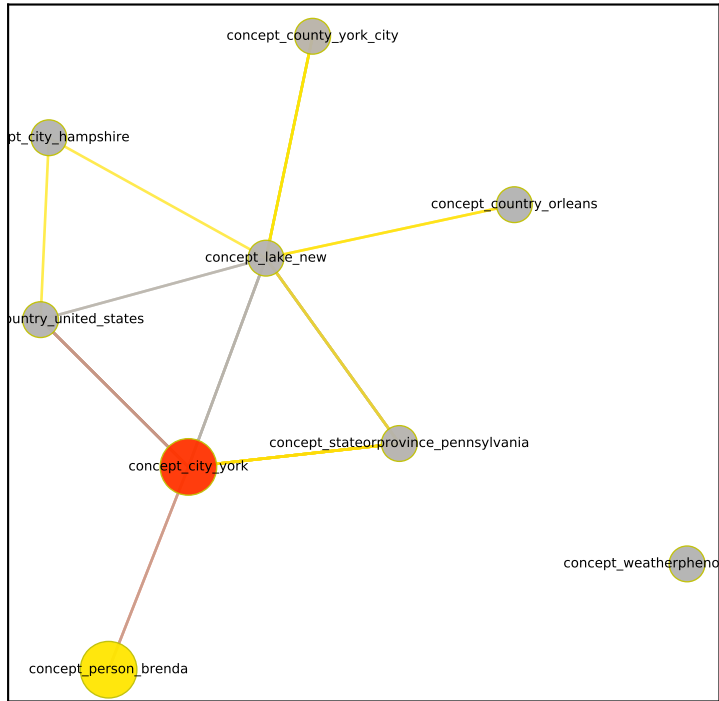 concept_county_york_city
pt_city_hampshire
concept_country_orleans
concept_lake_new
ountry_united_states
concept_stateorprovince_pennsylvania
concept_city_york
concept_weatherpheno
concept_person_brenda